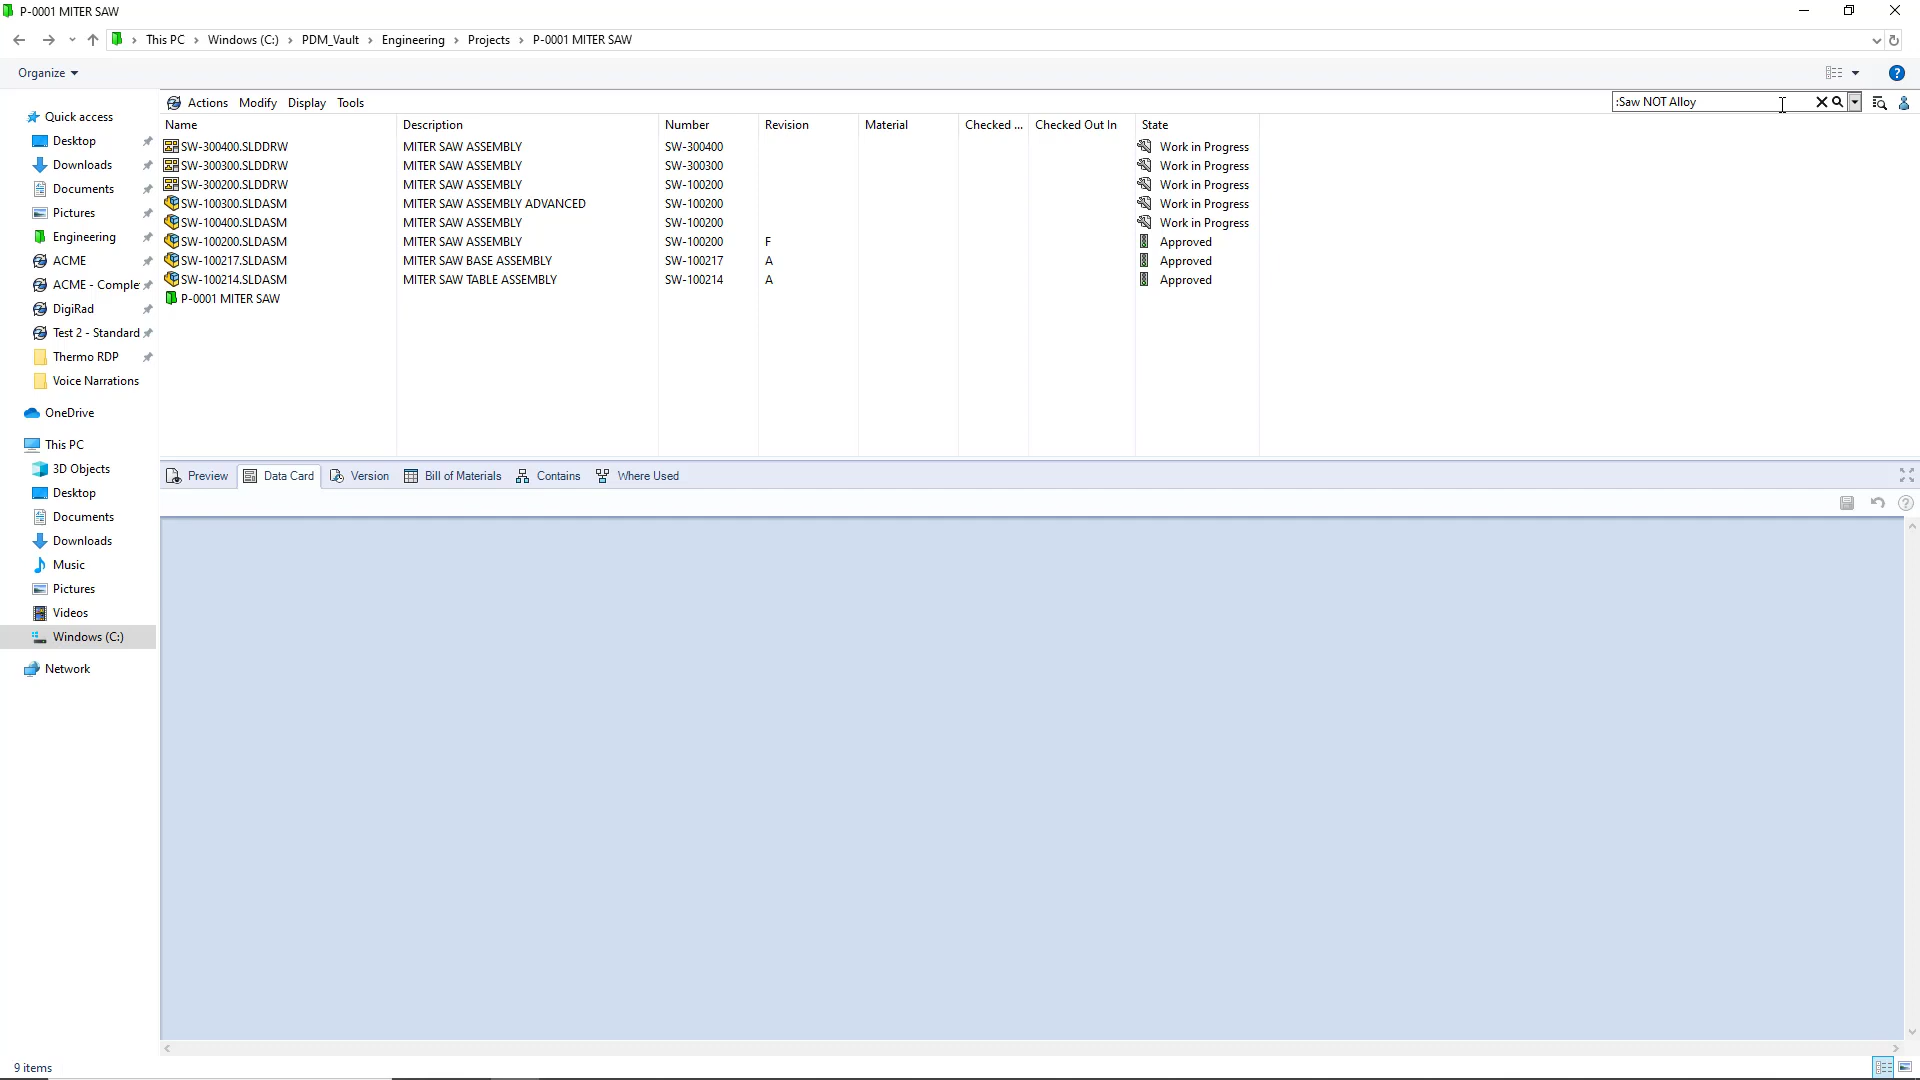 P-0001 MITER SAW
This PC > Windows (C:) > PDM_Vault > Engineering > Projects > P-0001 MITER SAW
Organize
Actions Modify Display Tools :Saw NOT Alloy
Name Description Number Revision Material Checked ... Checked Out In State
SW-300400.SLDDRW MITER SAW ASSEMBLY SW-300400 Work in Progress
SW-300300.SLDDRW MITER SAW ASSEMBLY SW-300300 Work in Progress
SW-300200.SLDDRW MITER SAW ASSEMBLY SW-100200 Work in Progress
SW-100300.SLDASM MITER SAW ASSEMBLY ADVANCED SW-100200 Work in Progress
SW-100400.SLDASM MITER SAW ASSEMBLY SW-100200 Work in Progress
SW-100200.SLDASM MITER SAW ASSEMBLY SW-100200 F Approved
SW-100217.SLDASM MITER SAW BASE ASSEMBLY SW-100217 A Approved
SW-100214.SLDASM MITER SAW TABLE ASSEMBLY SW-100214 A Approved
P-0001 MITER SAW
Quick access
Desktop
Downloads
Documents
Pictures
Engineering
ACME
ACME - Comple
DigiRad
Test 2 - Standard
Thermo RDP
Voice Narrations
OneDrive
This PC
3D Objects
Desktop
Documents
Downloads
Music
Pictures
Videos
Windows (C:)
Network
Preview Data Card Version Bill of Materials Contains Where Used
9 items